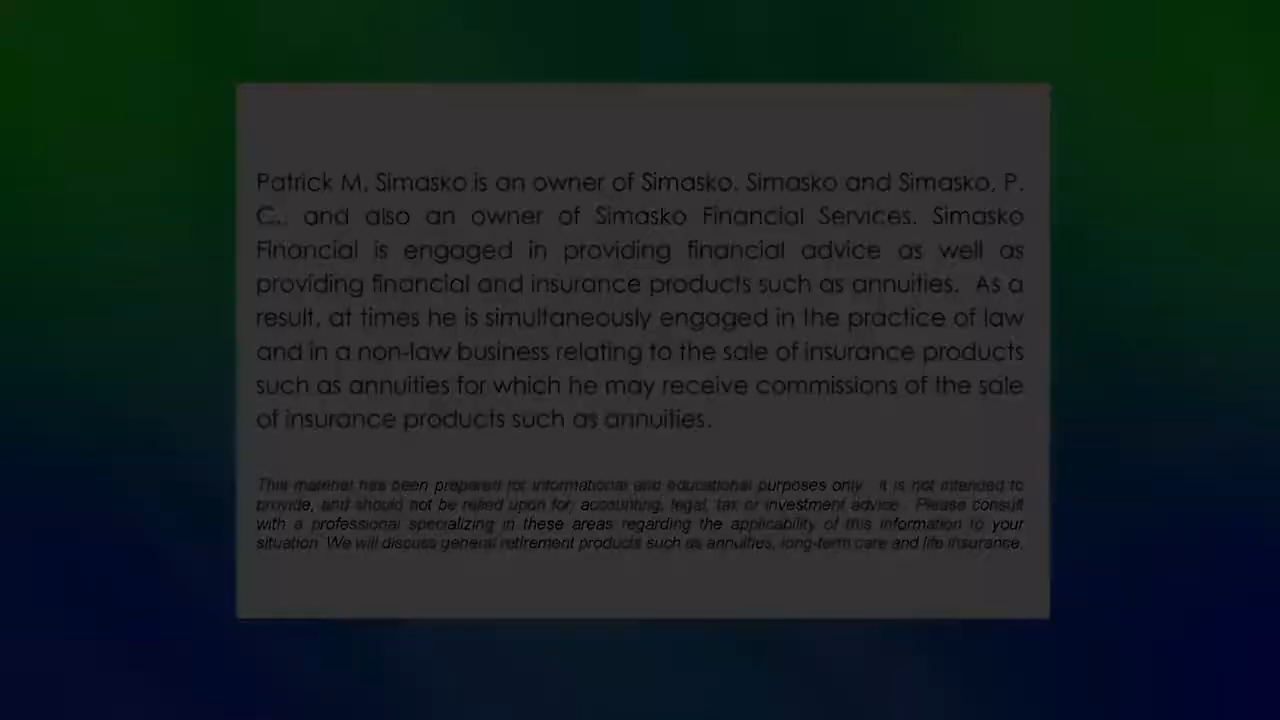 Patrick M. Simasko is an owner of Simasko, Simasko and Simasko, P.
C., and also an owner of Simasko Financial Services. Simasko
Financial is engaged in providing financial advice as well as
providing financial and insurance products such as annuities. As a
result, at times he is simultaneously engaged in the practice of law
and in a non-law business relating to the sale of insurance products
such as annuities for which he may receive commissions of the sale
of insurance products such as annuities.
This material has been prepared for informational and educational purposes only. It is not intended to
provide, and should not be relied upon for, accounting, legal, tax or investment advice. Please consult
with a professional specializing in these areas regarding the applicability of this information to your
situation. We will discuss general retirement products such as annuities, long-term care and life insurance.